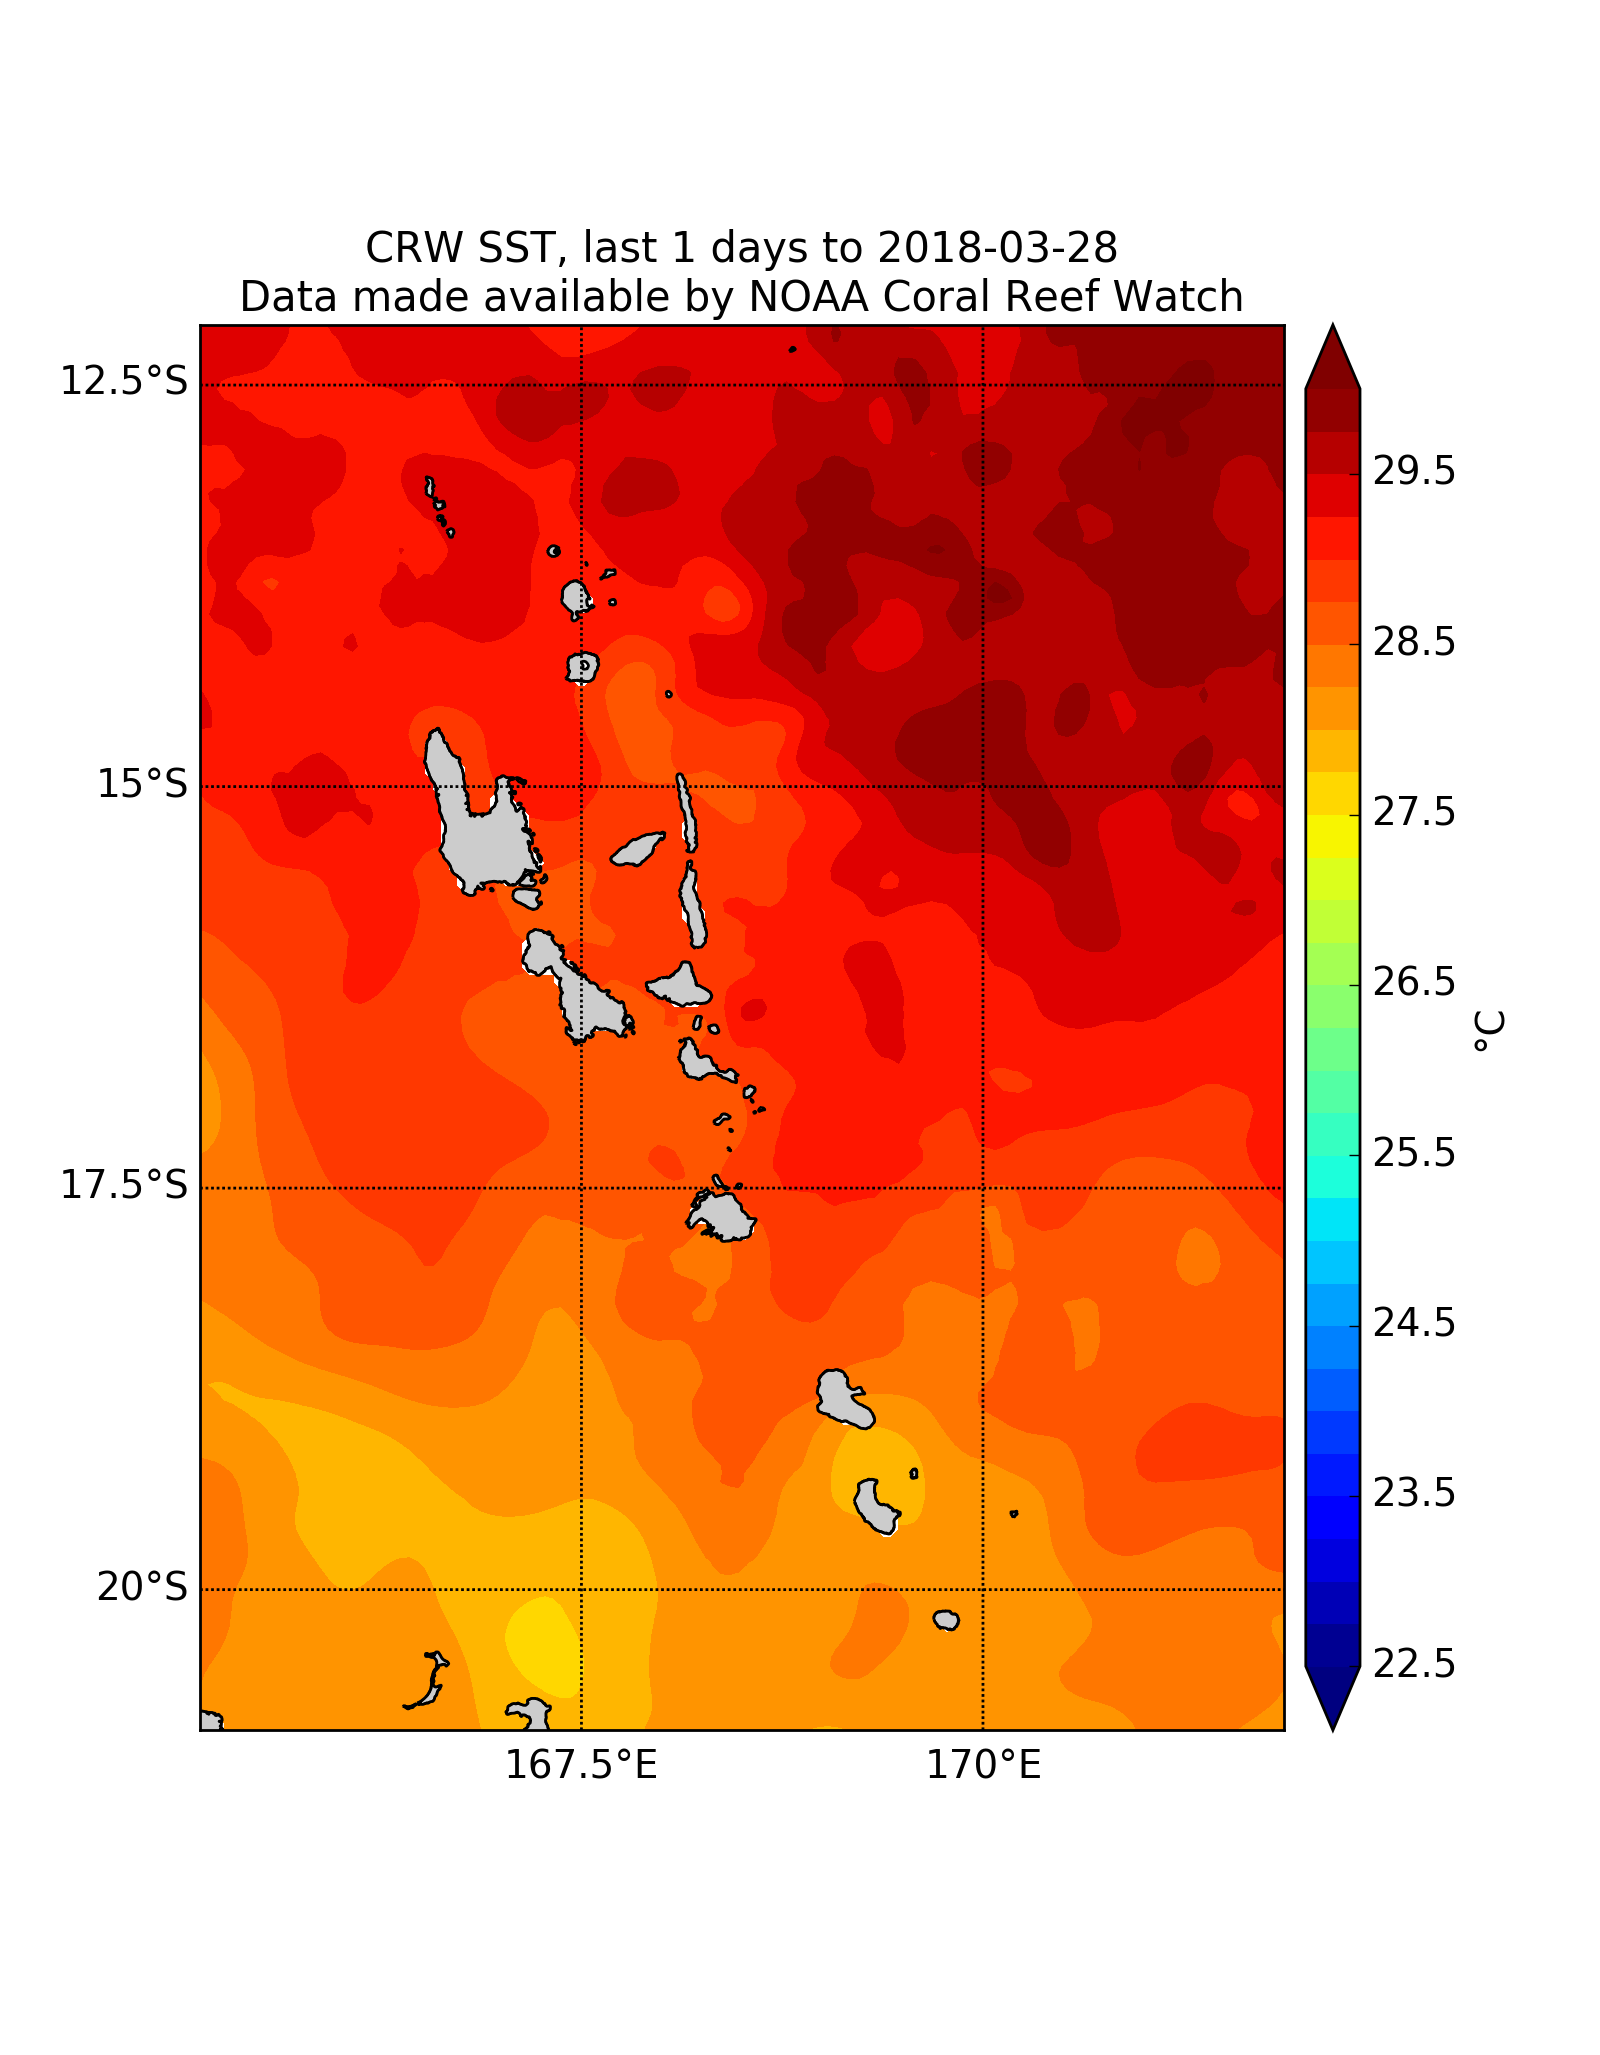 CRW SST, last 1 days to 2018-03-28
Data made available by NOAA Coral Reef Watch
12.5°S
15°S
17.5°S
20°S
167.5°E
170°E
29.5
28.5
27.5
26.5
25.5
24.5
23.5
22.5
°C